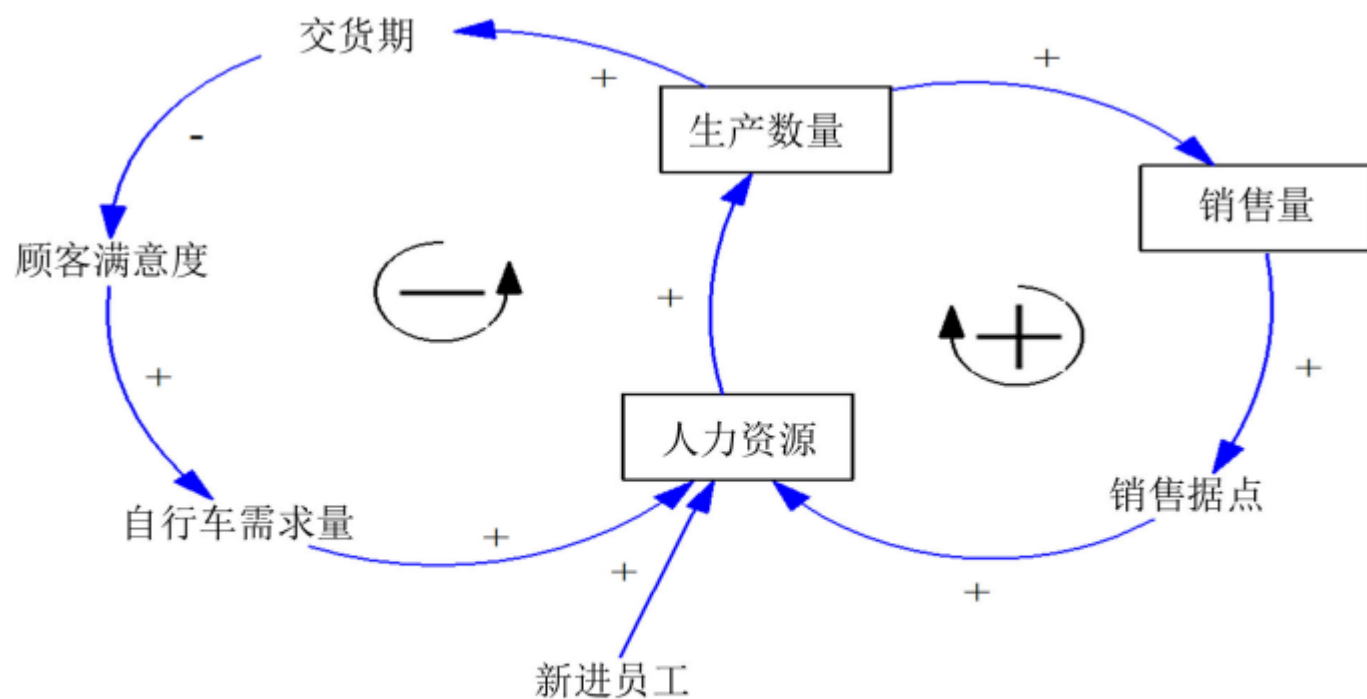 交货期
+
+
生产数量
-
销售量
顾客满意度
+
—
+
+
+
人力资源
销售据点
自行车需求量
+
+
+
新进员工